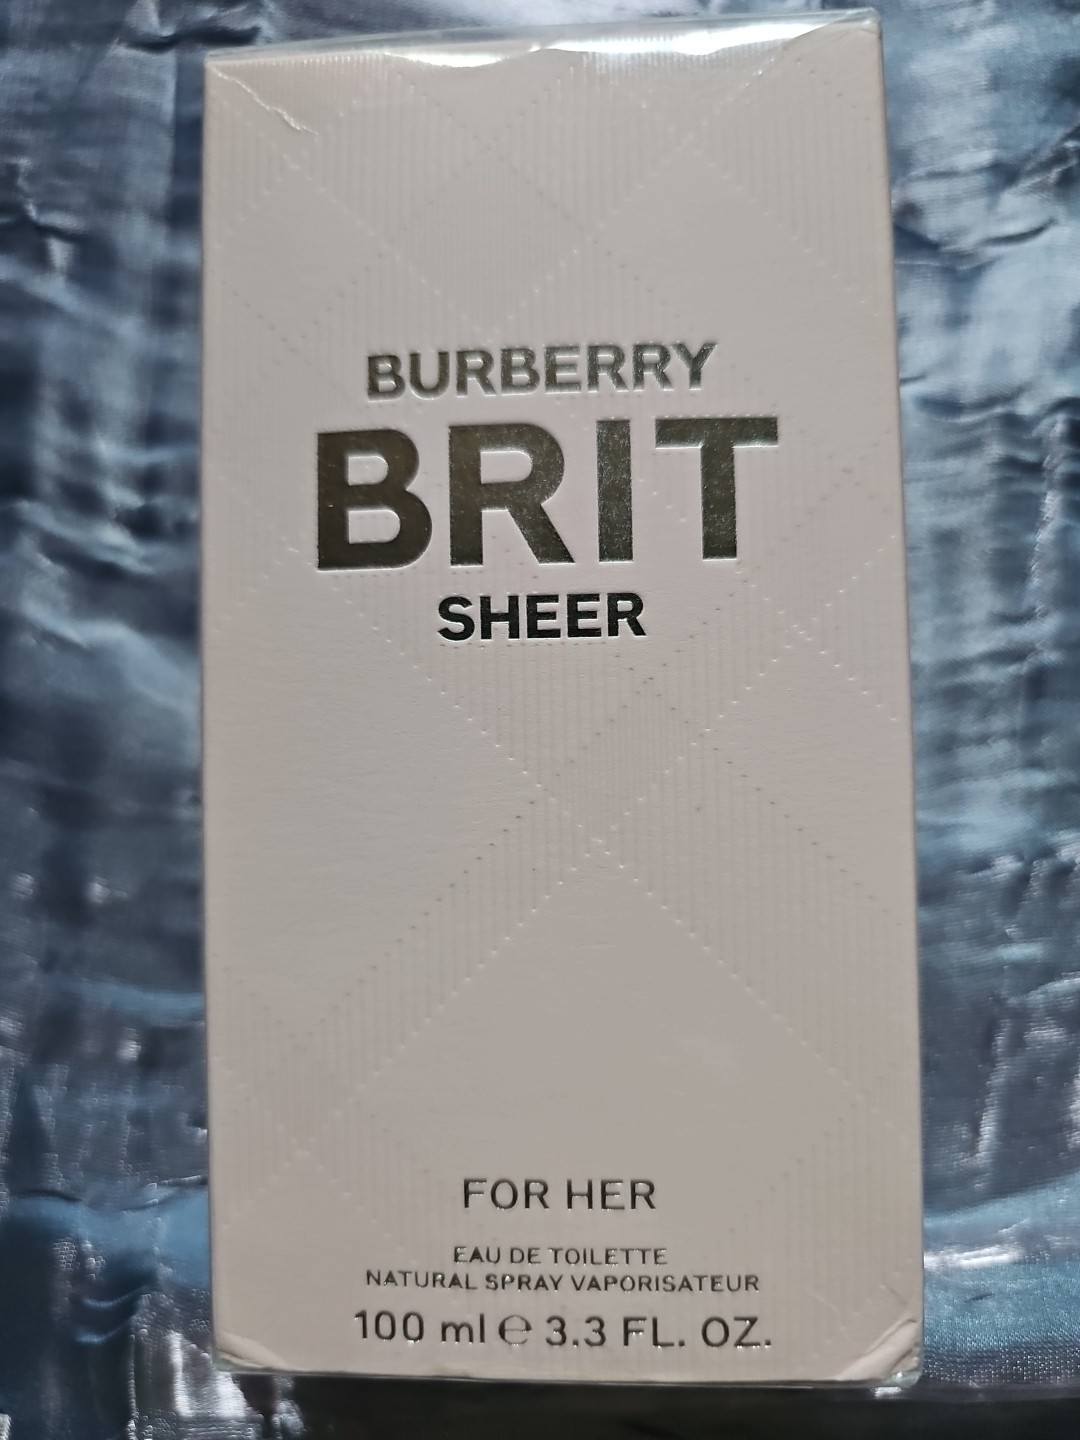 BURBERRY
BRIT
SHEER
FOR HER
EAU DE TOILETTE
NATURAL SPRAY VAPORISATEUR
100 ml ℮ 3.3 FL. OZ.